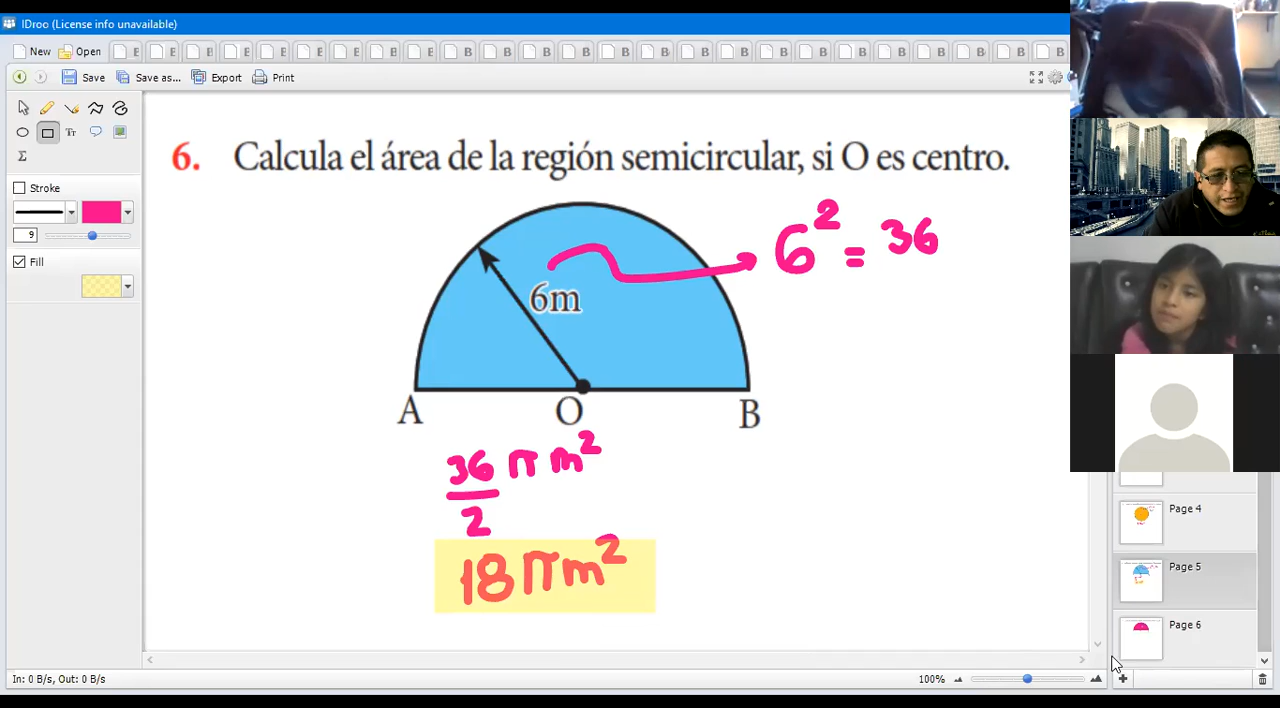 IDroo (License info unavailable)
New Open E E E E E E E E B B B B B B B B B B B B B B B B
Save Save as... Export Print
Tt
Σ
Stroke
9
Fill
6. Calcula el área de la región semicircular, si O es centro.
6² = 36
6m
A O B
36/2 π m²
18 π m²
Page 4
Page 5
Page 6
In: 0 B/s, Out: 0 B/s
100%